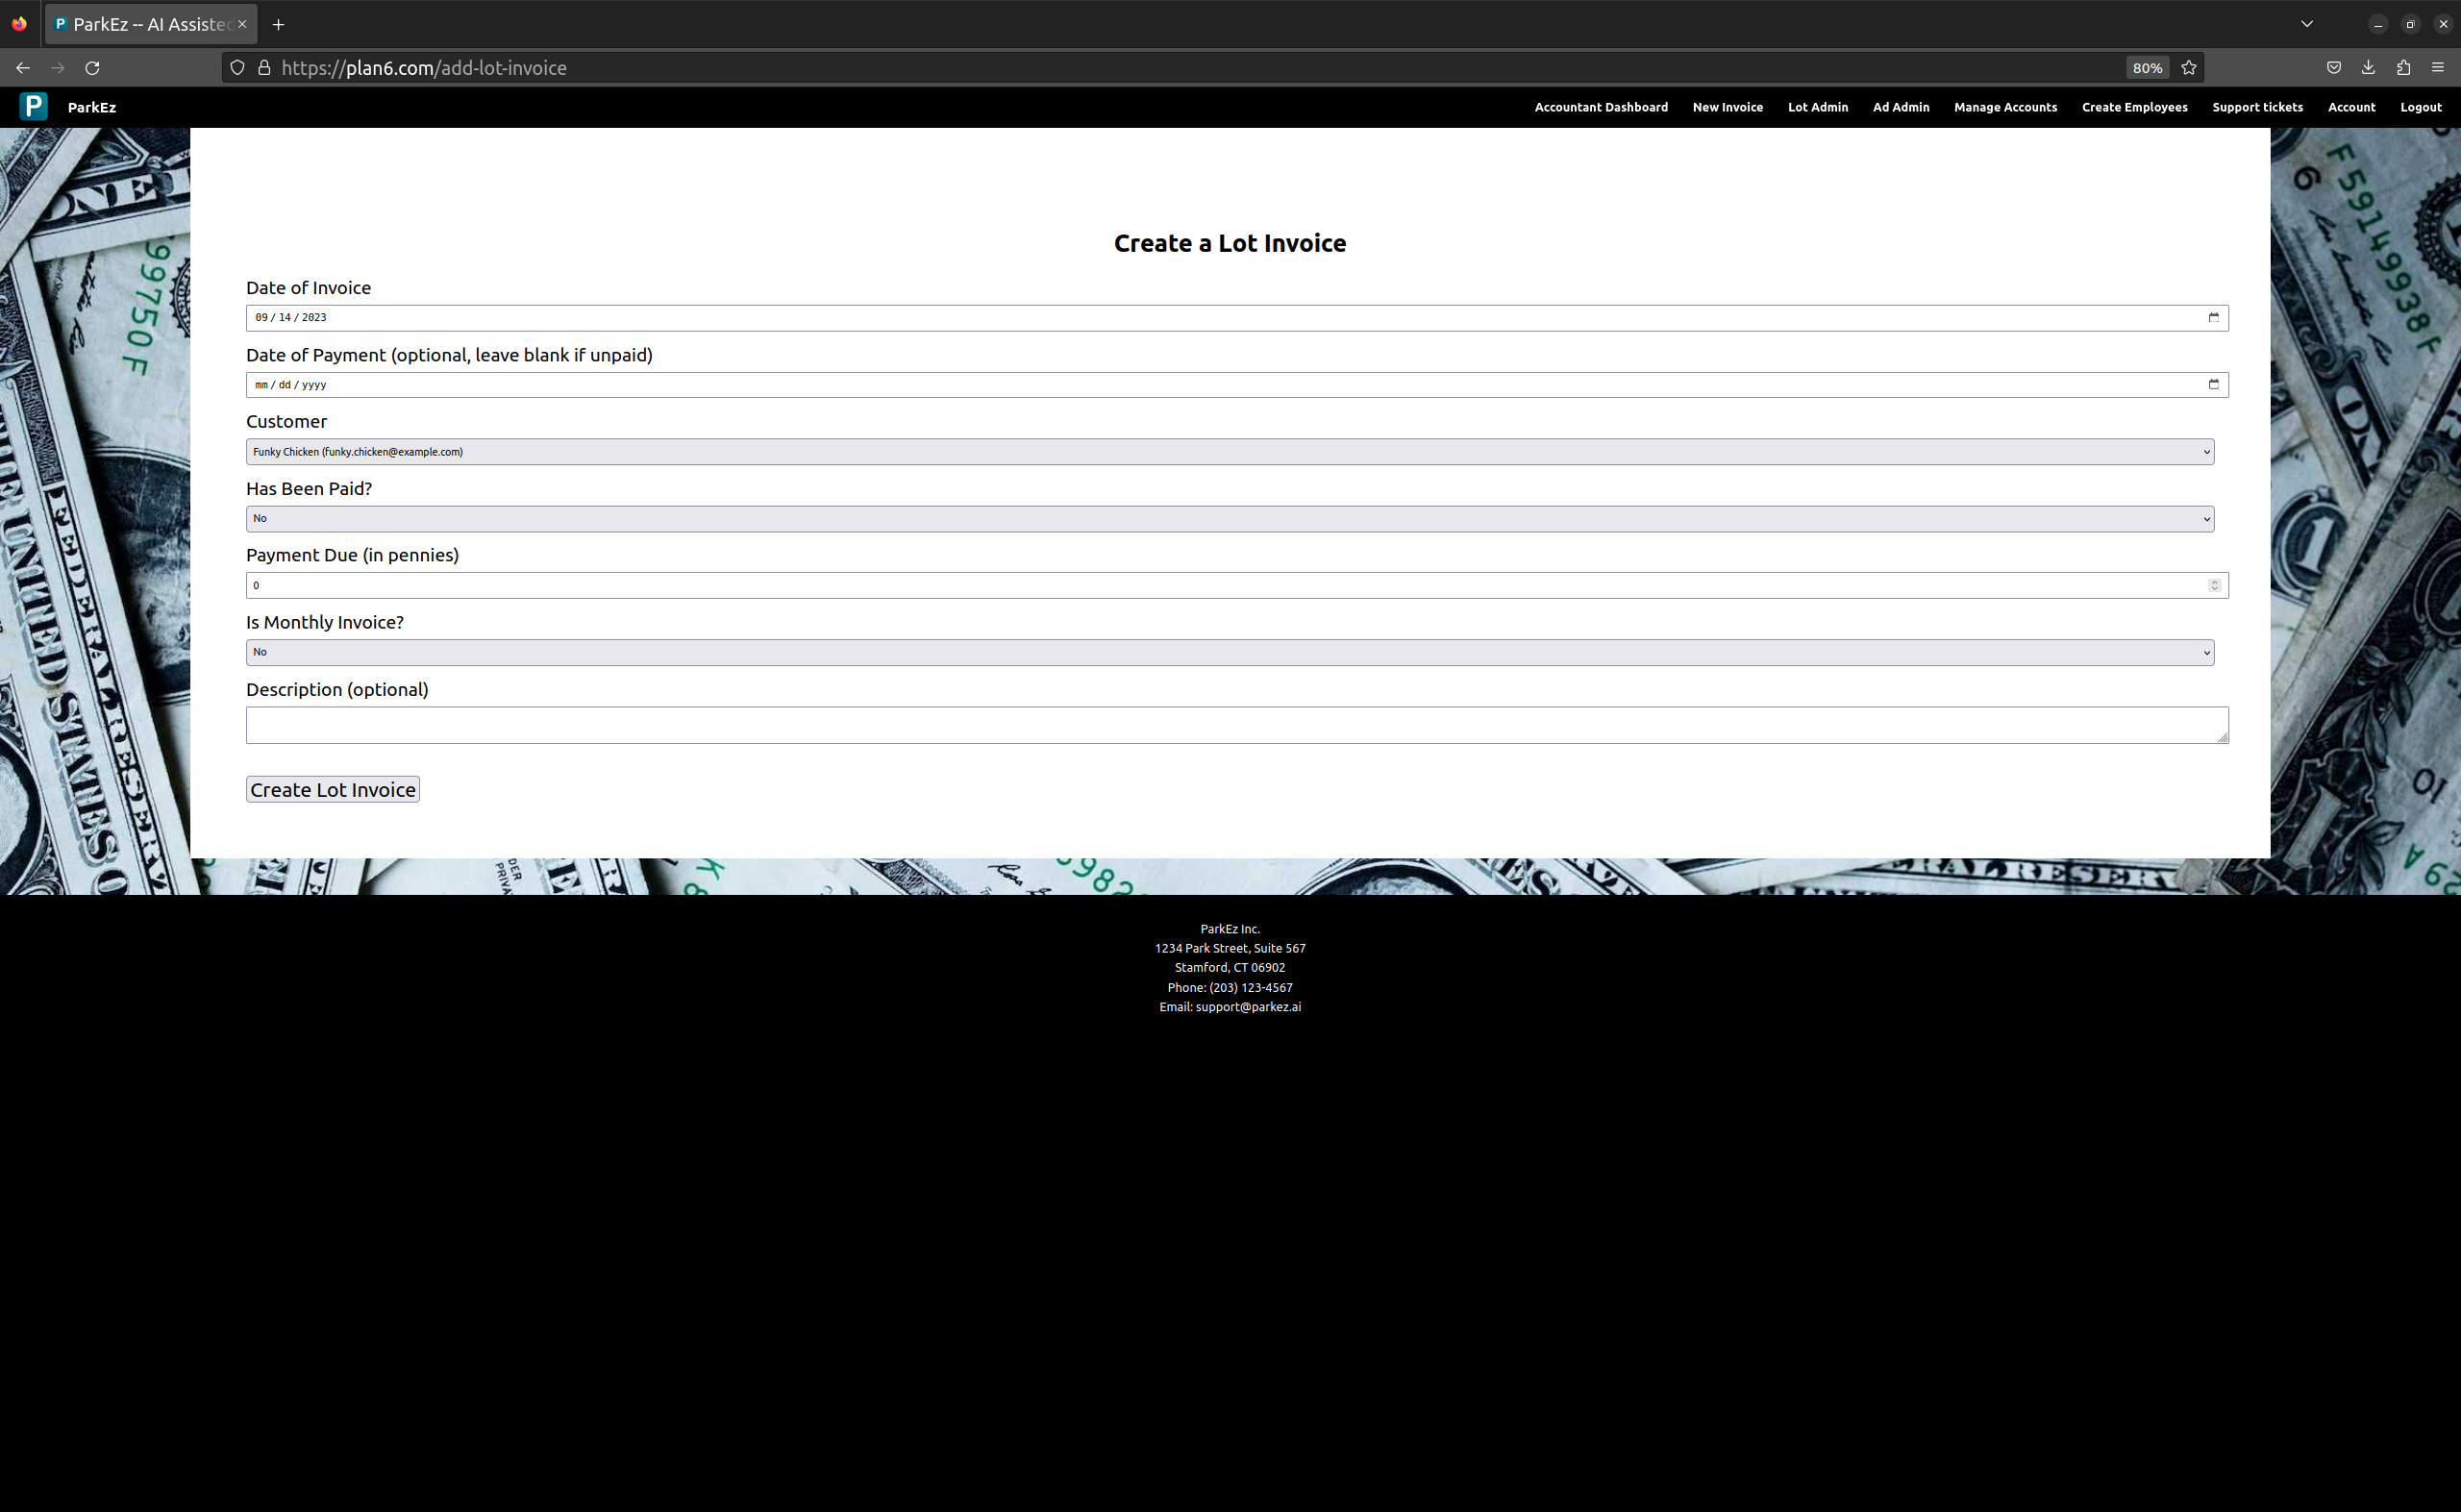 ParkEz -- AI Assisted
https://plan6.com/add-lot-invoice
80%
P ParkEz
Accountant Dashboard New Invoice Lot Admin Ad Admin Manage Accounts Create Employees Support tickets Account Logout
Create a Lot Invoice
Date of Invoice
09 / 14 / 2023
Date of Payment (optional, leave blank if unpaid)
mm / dd / yyyy
Customer
Funky Chicken (funky.chicken@example.com)
Has Been Paid?
No
Payment Due (in pennies)
0
Is Monthly Invoice?
No
Description (optional)
Create Lot Invoice
ParkEz Inc.
1234 Park Street, Suite 567
Stamford, CT 06902
Phone: (203) 123-4567
Email: support@parkez.ai